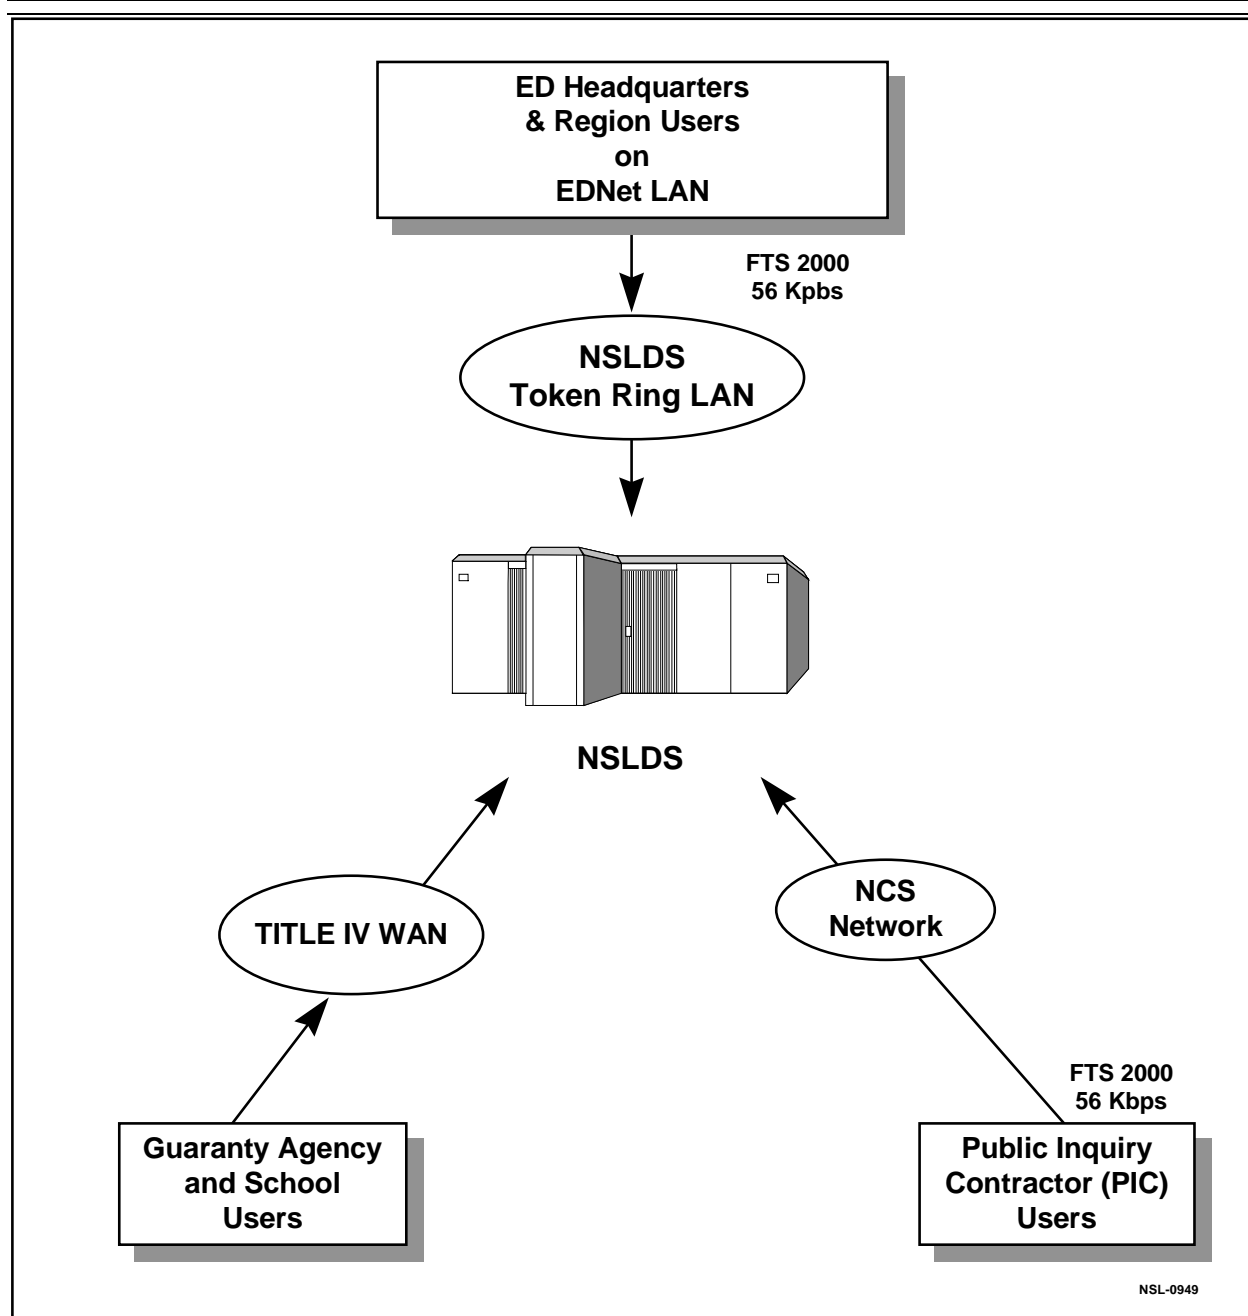 ED Headquarters
& Region Users
on
EDNet LAN
FTS 2000
56 Kpbs
NSLDS
Token Ring LAN
NSLDS
TITLE IV WAN
NCS
Network
FTS 2000
56 Kbps
Guaranty Agency
and School
Users
Public Inquiry
Contractor (PIC)
Users
NSL-0949